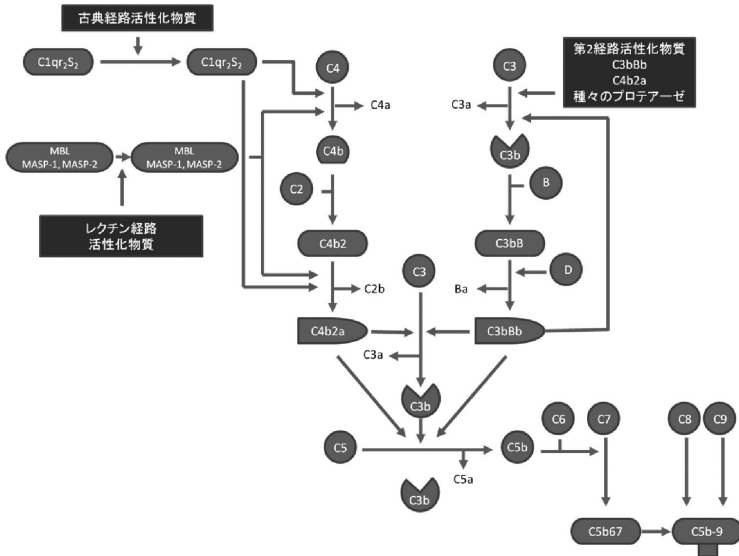 古典経路活性化物質
C1qr₂S₂
C1qr₂S₂
C4
C4a
C3
C3a
第2経路活性化物質
C3bBb
C4b2a
種々のプロテアーゼ
MBL
MASP-1, MASP-2
MBL
MASP-1, MASP-2
C4b
C3b
C2
B
レクチン経路
活性化物質
C4b2
C3
C3bB
D
C2b
Ba
C4b2a
C3bBb
C3a
C3b
C5
C5a
C5b
C6
C7
C8
C9
C3b
C5b67
C5b-9